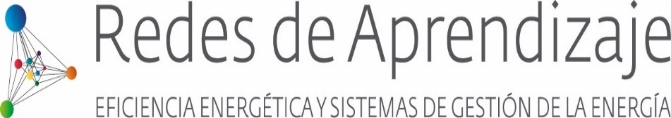 Redes de Aprendizaje
EFICIENCIA ENERGÉTICA Y SISTEMAS DE GESTIÓN DE LA ENERGÍA